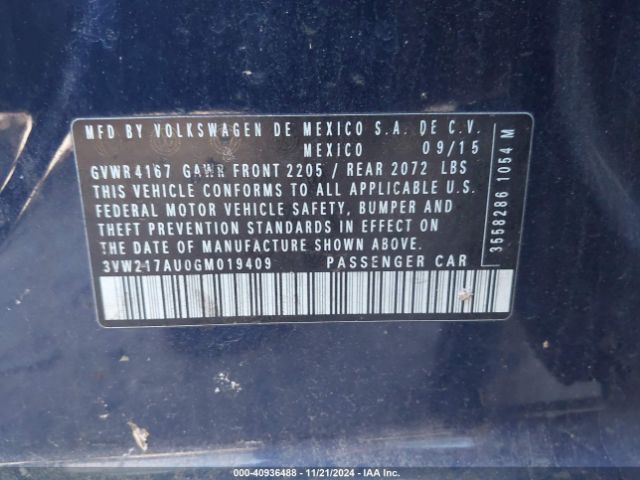 MFD BY VOLKSWAGEN DE MEXICO S.A. DE C.V.
MEXICO 09/15
GVWR 4167 GAWR FRONT 2205 / REAR 2072 LBS
THIS VEHICLE CONFORMS TO ALL APPLICABLE U.S.
FEDERAL MOTOR VEHICLE SAFETY, BUMPER AND
THEFT PREVENTION STANDARDS IN EFFECT ON
THE DATE OF MANUFACTURE SHOWN ABOVE.
3VW217AU0GM019409 PASSENGER CAR
3558286 1054 M
000-40936488 - 11/21/2024 - IAA Inc.